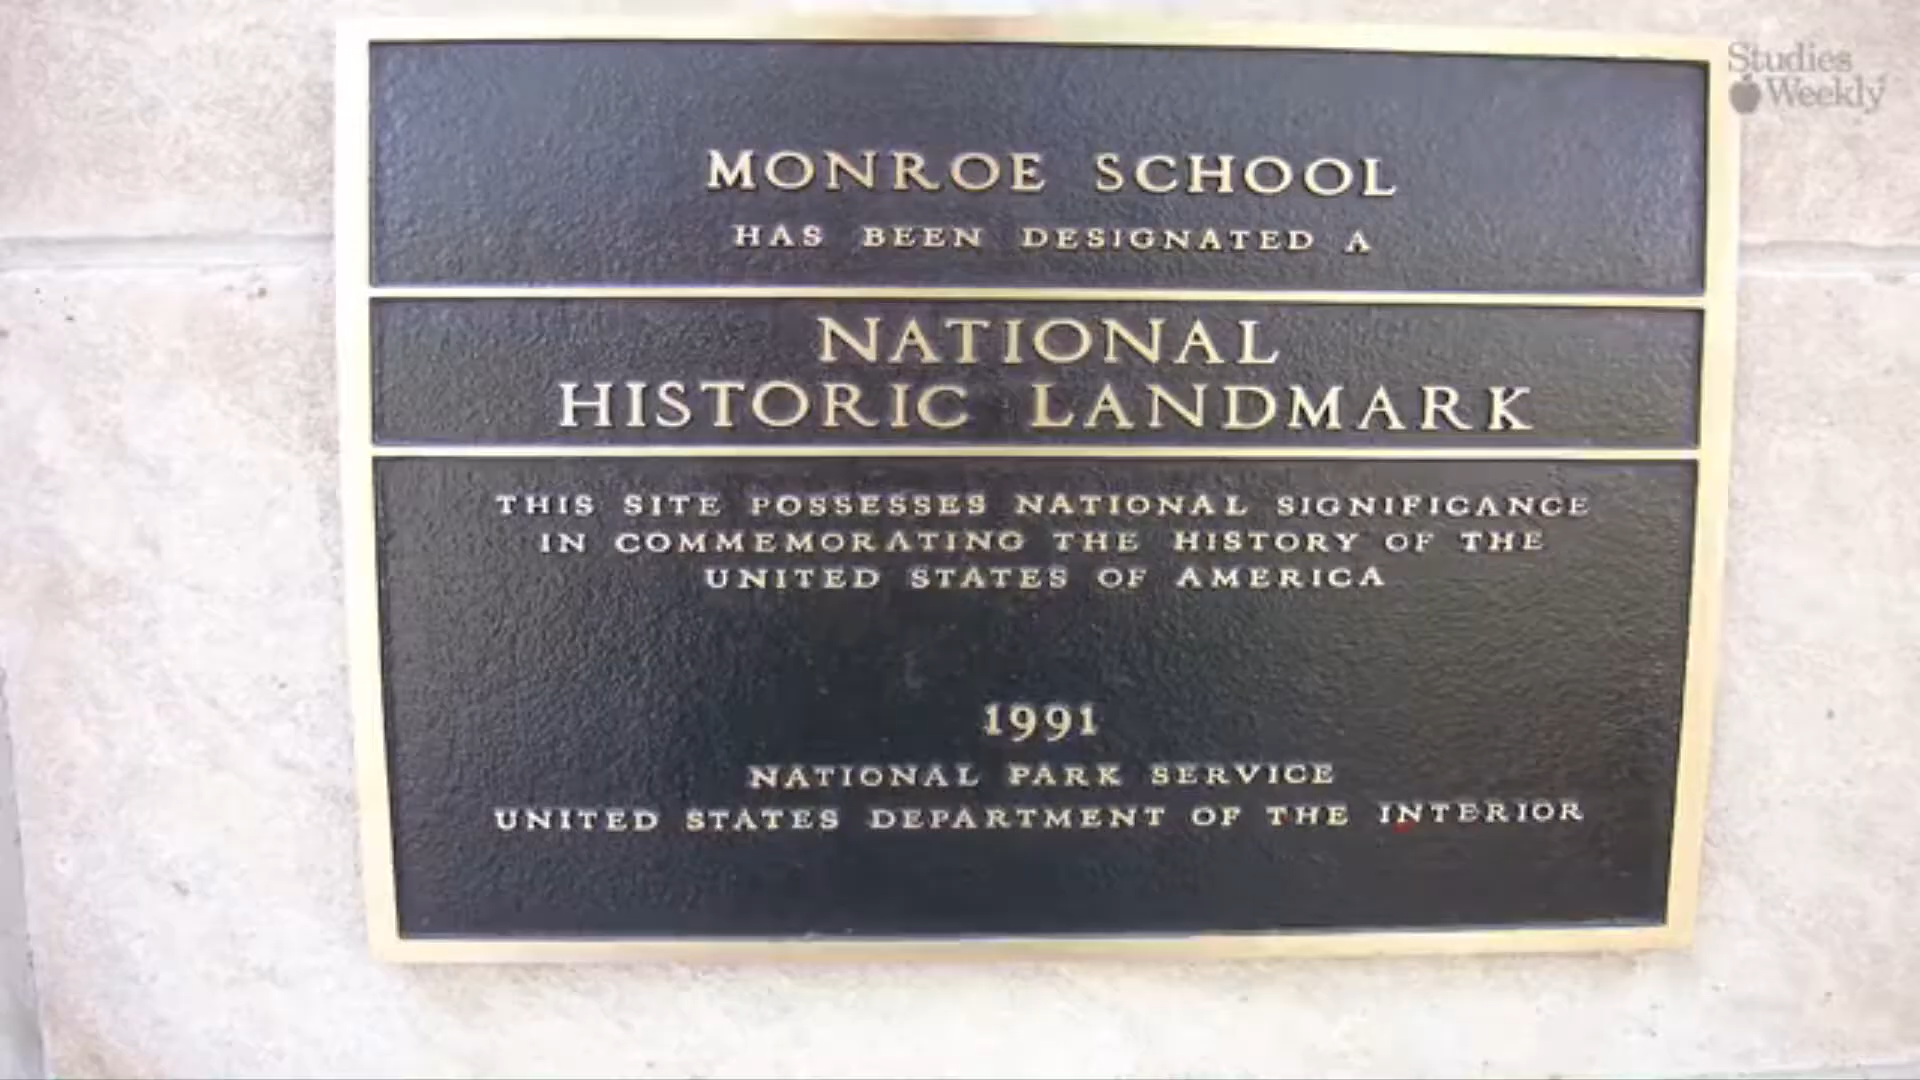 Studies
Weekly
MONROE SCHOOL
HAS BEEN DESIGNATED A
NATIONAL
HISTORIC LANDMARK
THIS SITE POSSESSES NATIONAL SIGNIFICANCE
IN COMMEMORATING THE HISTORY OF THE
UNITED STATES OF AMERICA
1991
NATIONAL PARK SERVICE
UNITED STATES DEPARTMENT OF THE INTERIOR